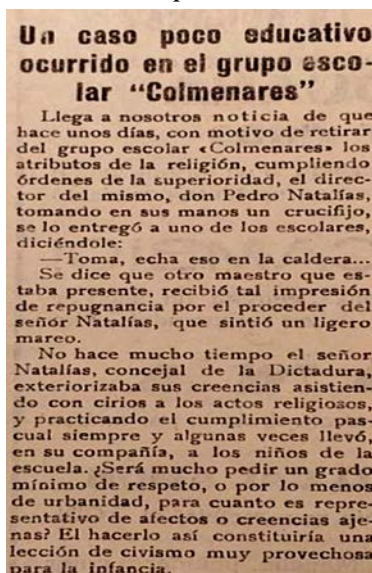 Un caso poco educativo
ocurrido en el grupo esco-
lar “Colmenares”
Llega a nosotros noticia de que
hace unos días, con motivo de retirar
del grupo escolar «Colmenares» los
atributos de la religión, cumpliendo
órdenes de la superioridad, el direc-
tor del mismo, don Pedro Natalías,
tomando en sus manos un crucifijo,
se lo entregó a uno de los escolares,
diciéndole:
—Toma, echa eso en la caldera...
Se dice que otro maestro que es-
taba presente, recibió tal impresión
de repugnancia por el proceder del
señór Natalías, que sintió un ligero
mareo.
No hace mucho tiempo el señor
Natalías, concejal de la Dictadura,
exteriorizaba sus creencias asistien-
do con cirios a los actos religiosos,
y practicando el cumplimiento pas-
cual siempre y algunas veces llevó,
en su compañía, a los niños de la
escuela. ¿Será mucho pedir un grado
mínimo de respeto, o por lo menos
de urbanidad, para cuanto es repre-
sentativo de afectos o creencias aje-
nas? El hacerlo así constituiría una
lección de civismo muy provechosa
para la infancia.